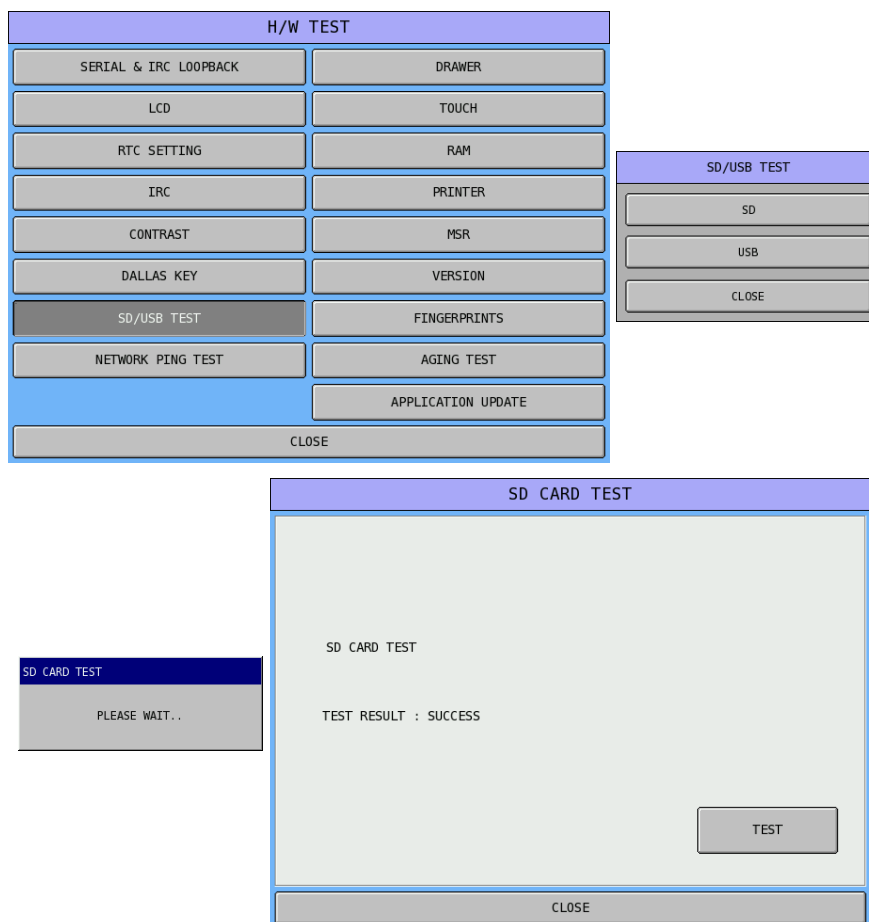 H/W TEST
SERIAL & IRC LOOPBACK
DRAWER
LCD
TOUCH
RTC SETTING
RAM
IRC
PRINTER
CONTRAST
MSR
DALLAS KEY
VERSION
SD/USB TEST
FINGERPRINTS
NETWORK PING TEST
AGING TEST
APPLICATION UPDATE
CLOSE
SD/USB TEST
SD
USB
CLOSE
SD CARD TEST
PLEASE WAIT..
SD CARD TEST
SD CARD TEST
TEST RESULT : SUCCESS
TEST
CLOSE